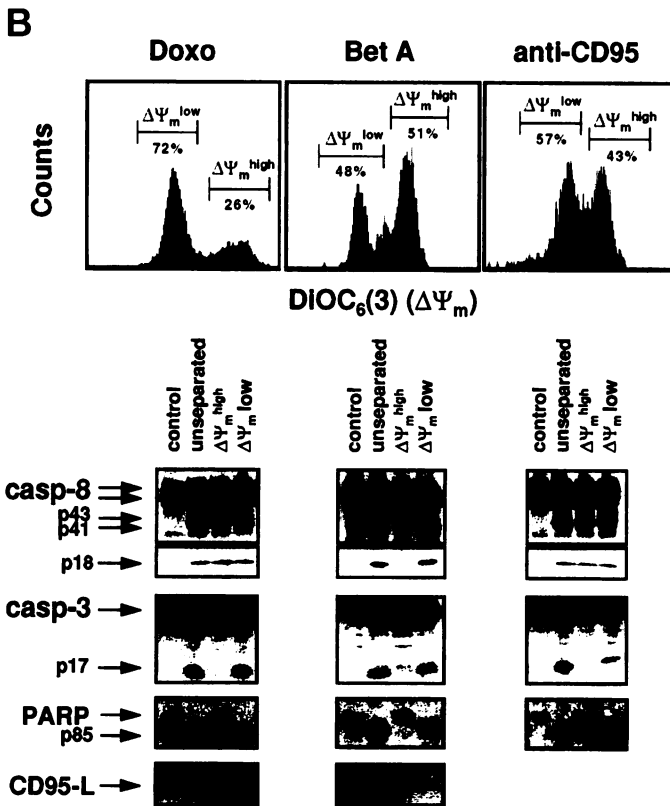 B
Doxo Bet A anti-CD95
Counts
ΔΨm low
72%
ΔΨm high
26%
ΔΨm low
48%
ΔΨm high
51%
ΔΨm low
57%
ΔΨm high
43%
DiOC6(3) (ΔΨm)
control
unseparated
ΔΨm high
ΔΨm low
control
unseparated
ΔΨm high
ΔΨm low
control
unseparated
ΔΨm high
ΔΨm low
casp-8
p43
p41
p18
casp-3
p17
PARP
p85
CD95-L